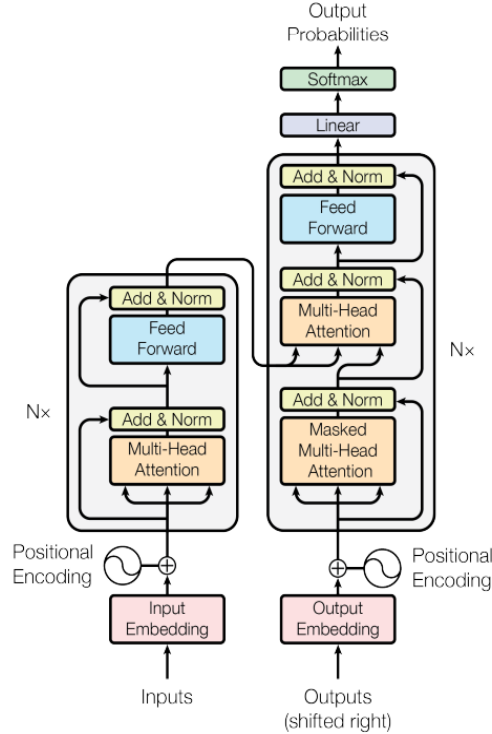 Output
Probabilities
Softmax
Linear
Add & Norm
Feed
Forward
Add & Norm
Multi-Head
Attention
Nx
Add & Norm
Masked
Multi-Head
Attention
Positional
Encoding
Output
Embedding
Outputs
(shifted right)
Add & Norm
Feed
Forward
Nx
Add & Norm
Multi-Head
Attention
Positional
Encoding
Input
Embedding
Inputs